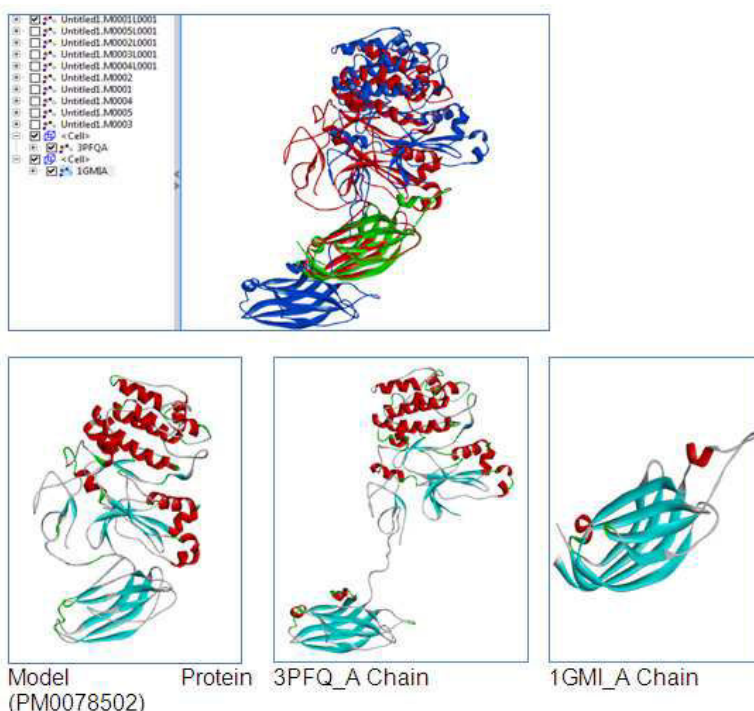 Untitled1.M0001L0001
Untitled1.M0005L0001
Untitled1.M0002L0001
Untitled1.M0003L0001
Untitled1.M0004L0001
Untitled1.M0002
Untitled1.M0001
Untitled1.M0004
Untitled1.M0005
Untitled1.M0003
<Cell>
3PFQA
<Cell>
1GMIA
Model Protein
(PM0078502)
3PFQ_A Chain
1GMI_A Chain